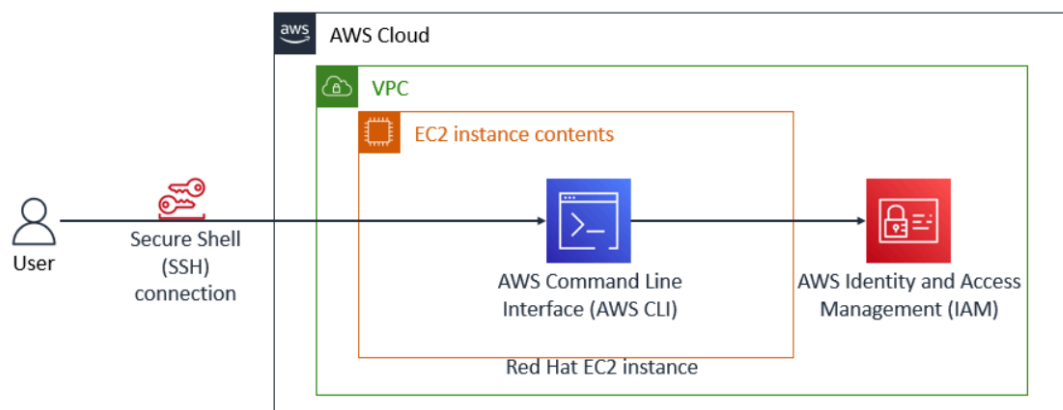 aws
AWS Cloud
VPC
EC2 instance contents
User
Secure Shell
(SSH)
connection
AWS Command Line
Interface (AWS CLI)
AWS Identity and Access
Management (IAM)
Red Hat EC2 instance